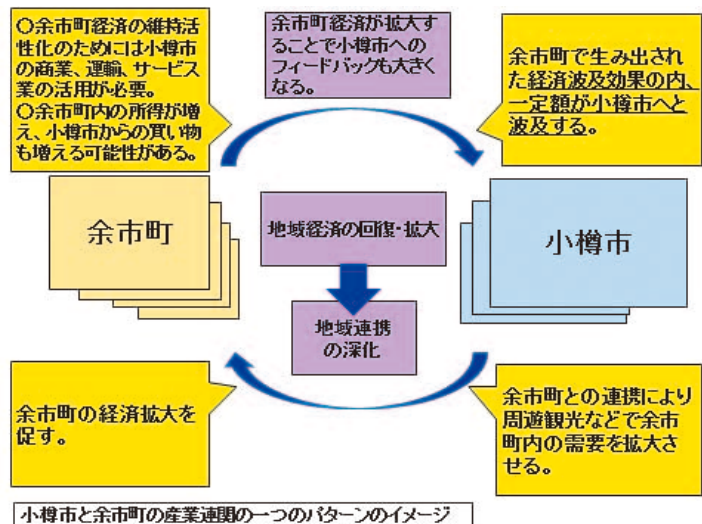 〇余市町経済の維持活
性化のためには小樽市
の商業、運輸、サービス
業の活用が必要。
〇余市町内の所得が増
え、小樽市からの買い物
も増える可能性がある。
余市町経済が拡大す
ることで小樽市への
フィードバックも大きく
なる。
余市町で生み出され
た経済波及効果の内、
一定額が小樽市へと
波及する。
余市町
地域経済の回復・拡大
小樽市
地域連携
の深化
余市町の経済拡大を
促す。
余市町との連携により
周遊観光などで余市
町内の需要を拡大さ
せる。
小樽市と余市町の産業連関の一つのパターンのイメージ